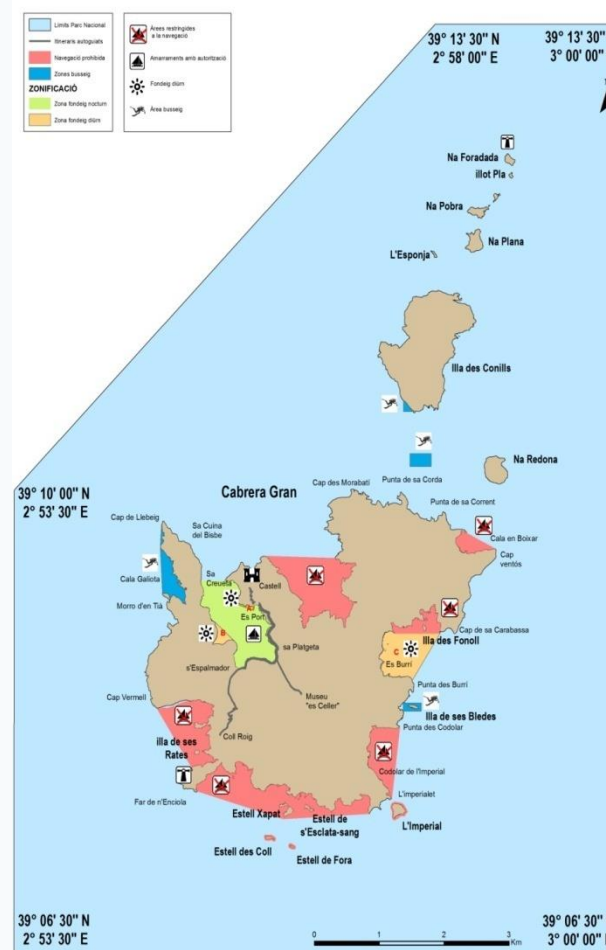 Límits Parc Nacional
Itineraris autoguiats
Navegació prohibida
Zones busseig
ZONIFICACIÓ
Zona fondeig nocturn
Zona fondeig diürn
Àrees restringides
a la navegació
Amarraments amb autorització
Fondeig diürn
Àrea busseig
39° 13' 30" N
2° 58' 00" E
39° 13' 30"
3° 00' 00"
Na Foradada
illot Pla
Na Pobra
Na Plana
L'Esponja
Illa des Conills
Na Redona
Punta de sa Corda
Cap des Morabatí
Punta de sa Corrent
39° 10' 00" N
2° 53' 30" E
Cabrera Gran
Cap de Llebeig
Sa Cuina
del Bisbe
Cala en Boixar
Cap
ventós
Cala Galiota
Sa
Creueta
Castell
Morro d'en Tià
Es Port
B
sa Platgeta
Cap de sa Carabassa
Illa des Fonoll
C
Es Burrí
s'Espalmador
Museu
"es Celler"
Punta des Burrí
Cap Vermell
Illa de ses Bledes
Punta des Codolar
illa de ses
Rates
Coll Roig
Codolar de l'Imperial
Far de n'Enciola
L'imperialet
Estell Xapat
Estell de
s'Esclata-sang
L'Imperial
Estell des Coll
Estell de Fora
39° 06' 30" N
2° 53' 30" E
39° 06' 30"
3° 00' 00"
0 1 2 3
Km